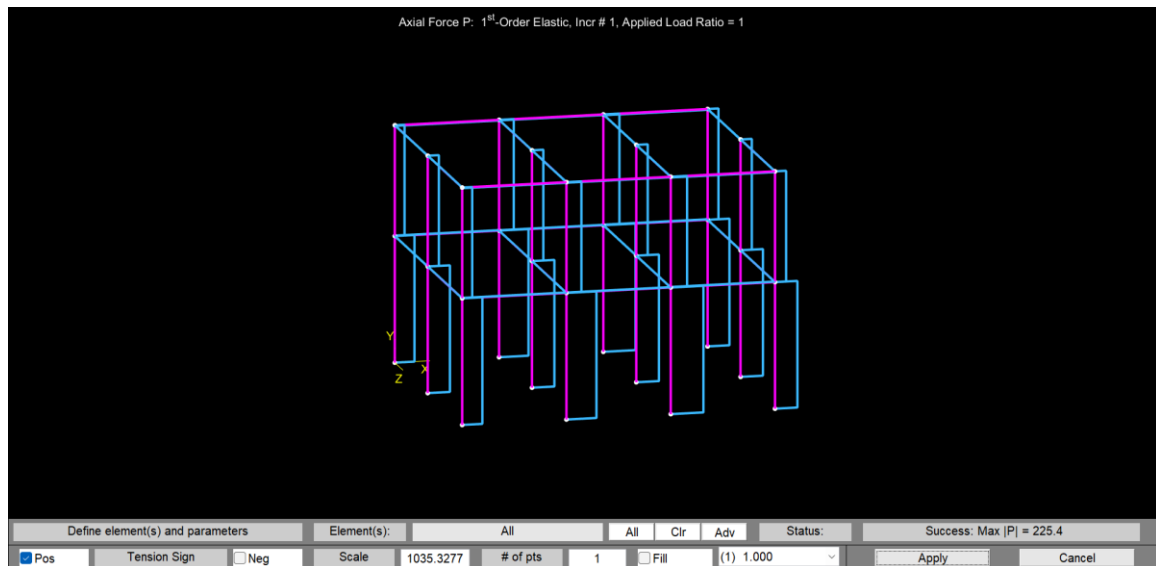 Axial Force P: 1st-Order Elastic, Incr # 1, Applied Load Ratio = 1
Y
X
Z
Define element(s) and parameters Element(s): All All Clr Adv Status: Success: Max |P| = 225.4
Pos Tension Sign Neg Scale 1035.3277 # of pts 1 Fill (1) 1.000 Apply Cancel